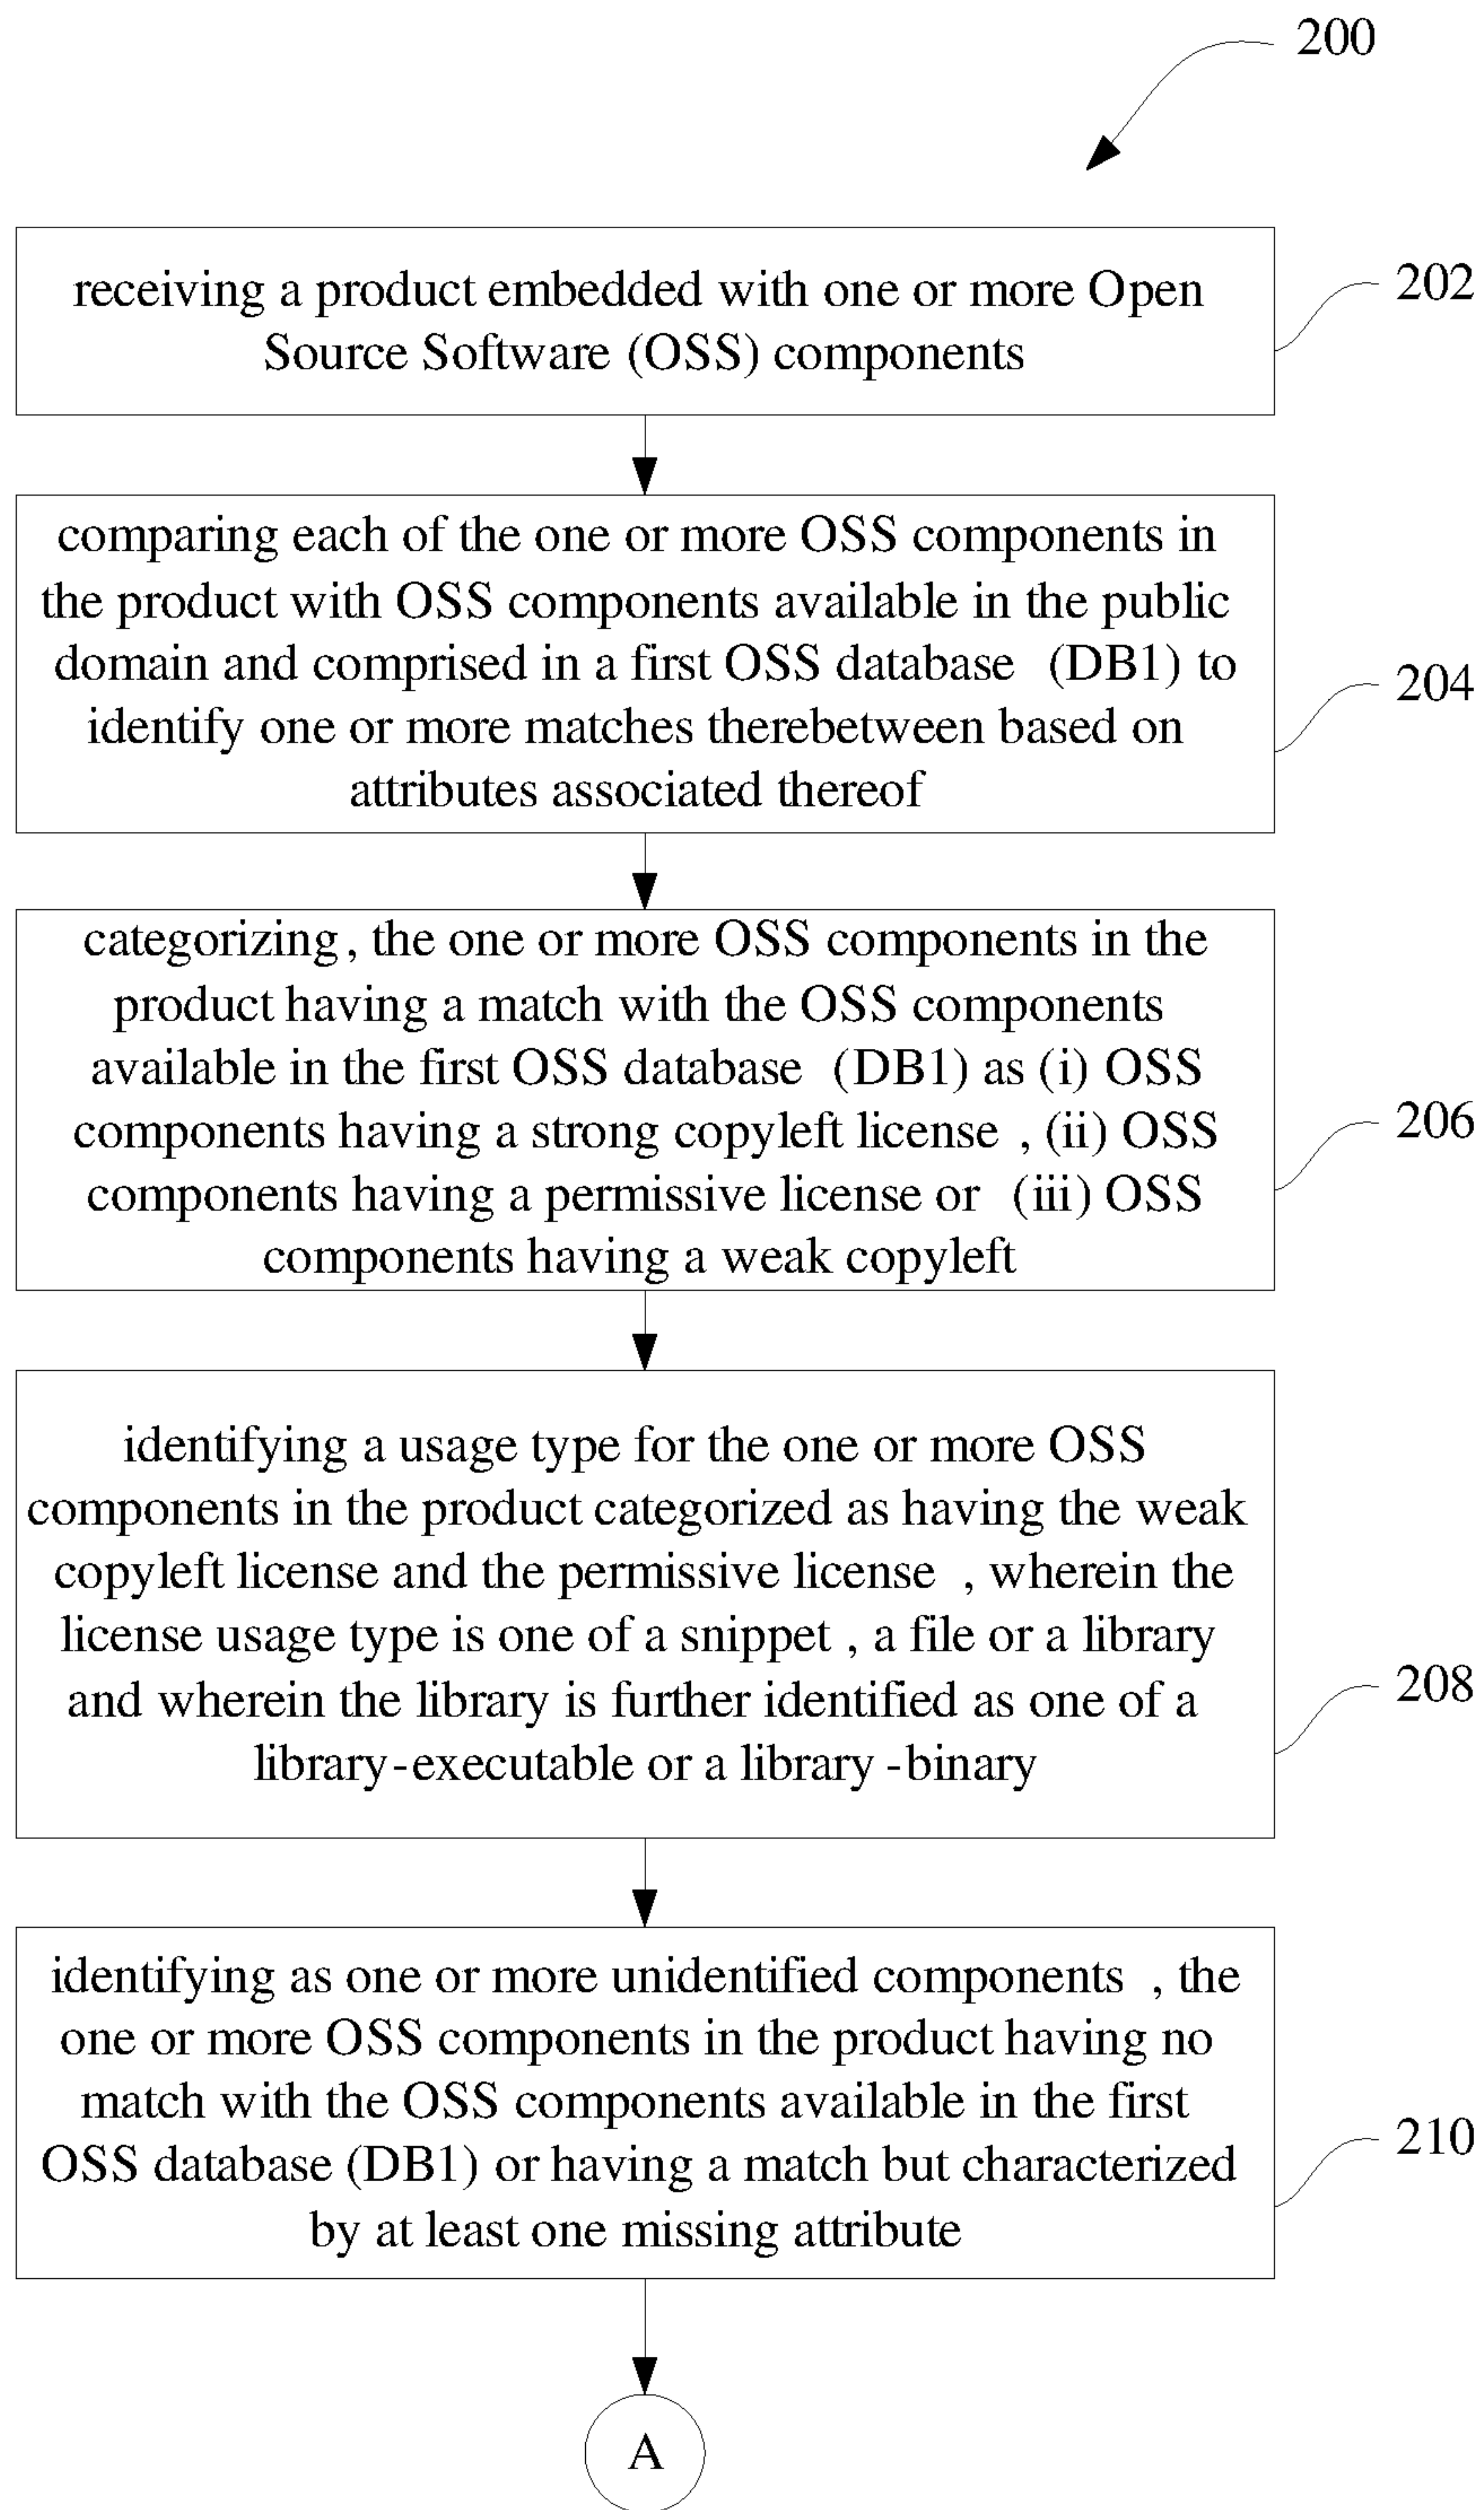 200
receiving a product embedded with one or more Open
Source Software (OSS) components
202
comparing each of the one or more OSS components in
the product with OSS components available in the public
domain and comprised in a first OSS database (DB1) to
identify one or more matches therebetween based on
attributes associated thereof
204
categorizing, the one or more OSS components in the
product having a match with the OSS components
available in the first OSS database (DB1) as (i) OSS
components having a strong copyleft license , (ii) OSS
components having a permissive license or (iii) OSS
components having a weak copyleft
206
identifying a usage type for the one or more OSS
components in the product categorized as having the weak
copyleft license and the permissive license , wherein the
license usage type is one of a snippet , a file or a library
and wherein the library is further identified as one of a
library-executable or a library -binary
208
identifying as one or more unidentified components , the
one or more OSS components in the product having no
match with the OSS components available in the first
OSS database (DB1) or having a match but characterized
by at least one missing attribute
210
A